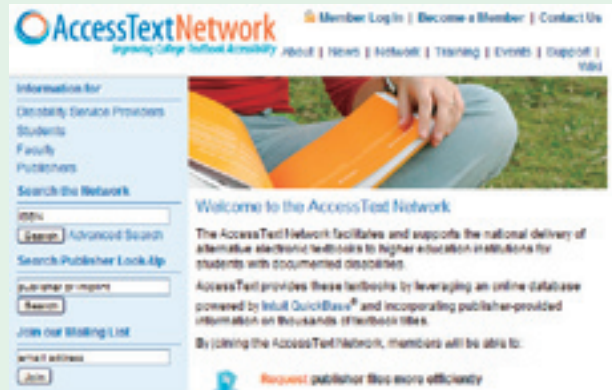 AccessText Network
Improving College Textbook Accessibility
Member Log In | Become a Member | Contact Us
About | News | Network | Training | Events | Support |
Wiki
Information for
Disability Service Providers
Students
Faculty
Publishers
Search the Network
ISBN
Search Advanced Search
Search Publisher Look-Up
publisher or imprint
Search
Join our Mailing List
email address
Join
Welcome to the AccessText Network
The AccessText Network facilitates and supports the national delivery of
alternative electronic textbooks to higher education institutions for
students with documented disabilities.
AccessText provides these textbooks by leveraging an online database
powered by Intuit QuickBase® and incorporating publisher-provided
information on thousands of textbook titles.
By joining the AccessText Network, members will be able to:
Request publisher files more efficiently